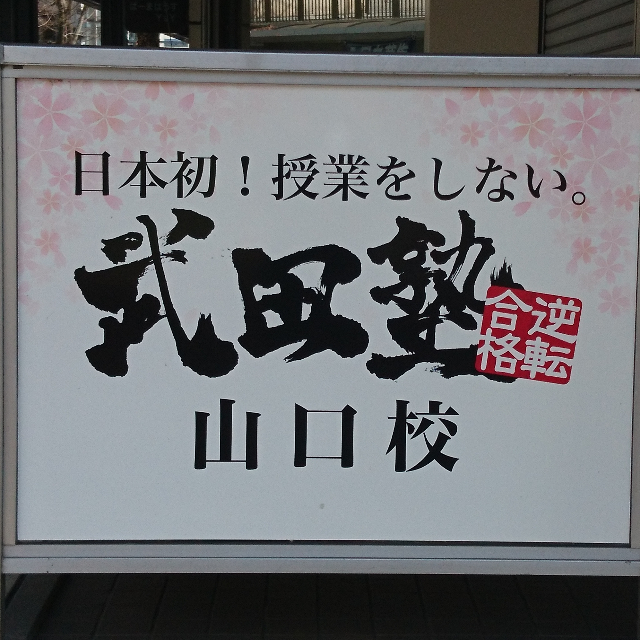 日本初！授業をしない。
武田塾
逆転
合格
山口校